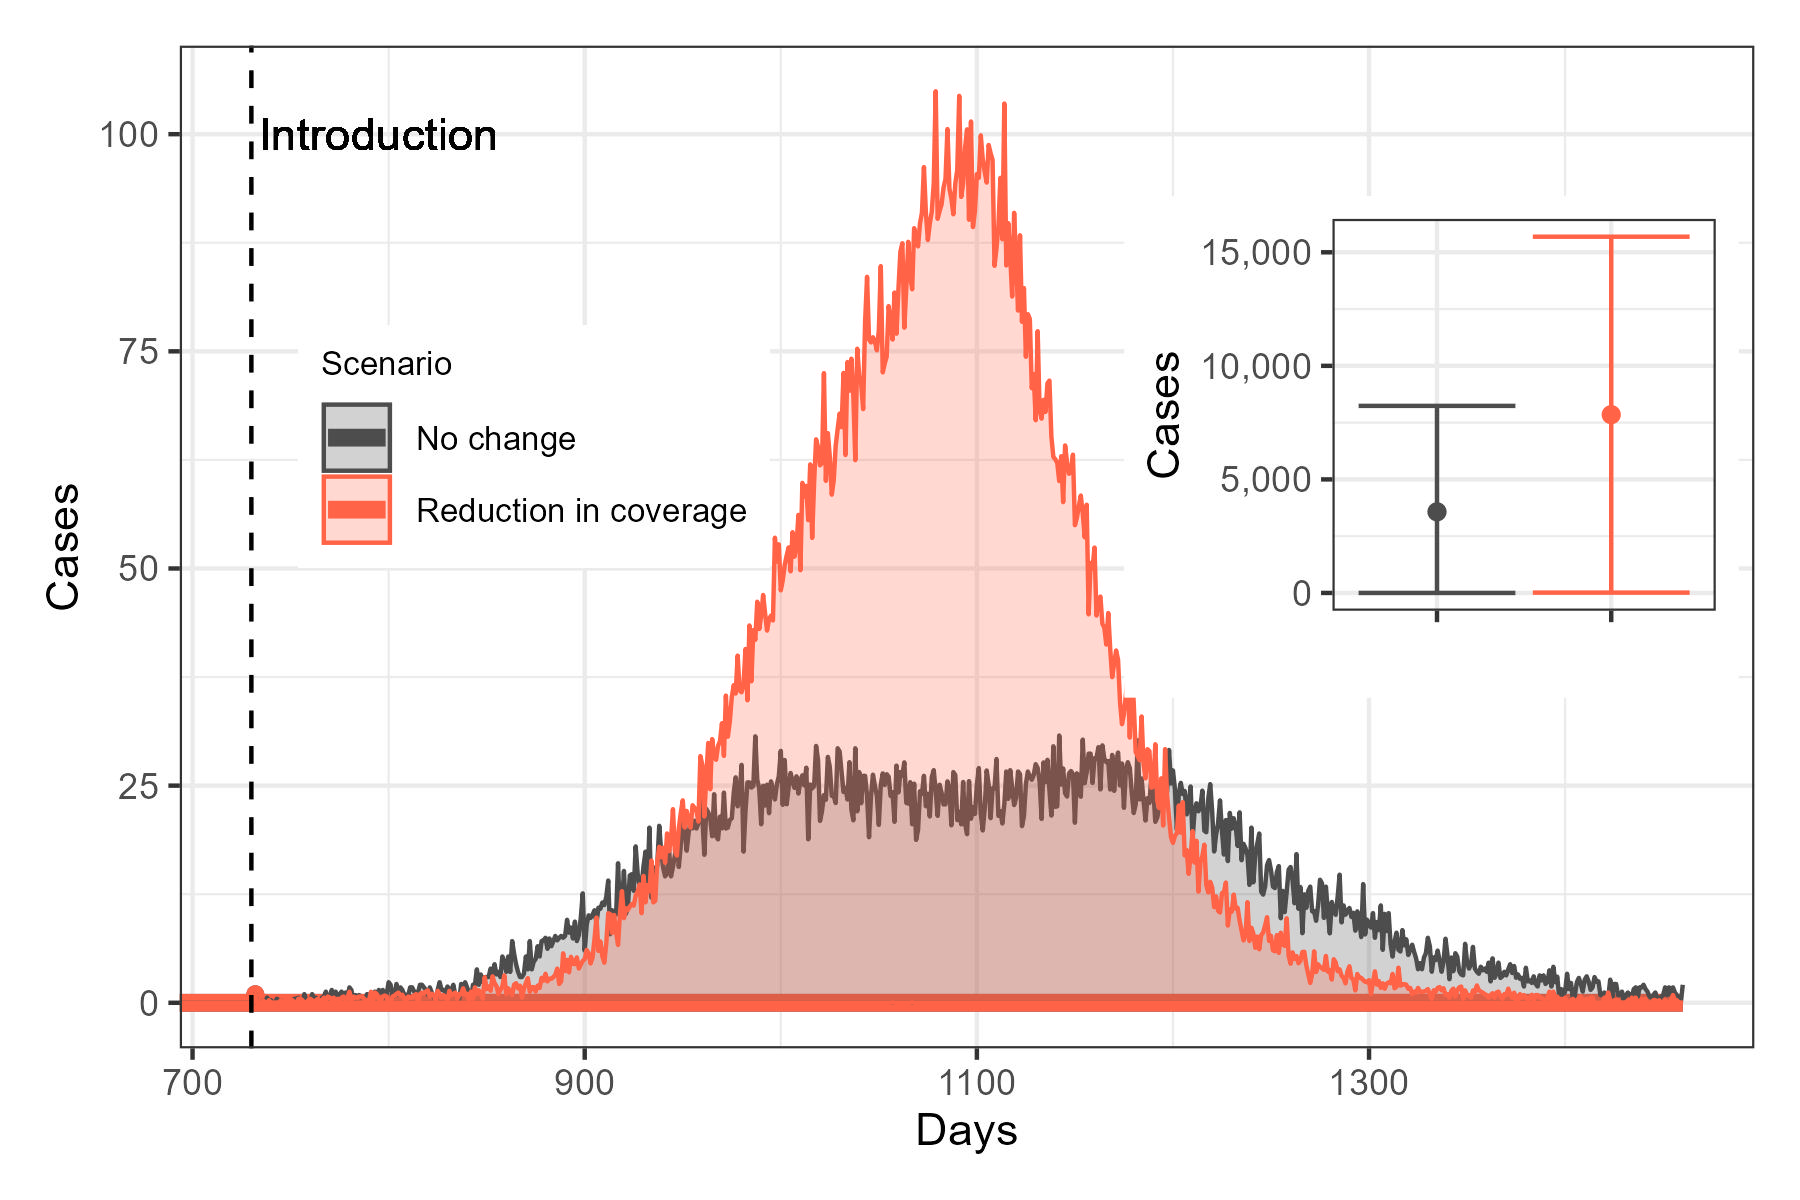 Introduction
Scenario
No change
Reduction in coverage
Cases
100
75
50
25
0
700
900
1100
1300
Days
Cases
15,000
10,000
5,000
0